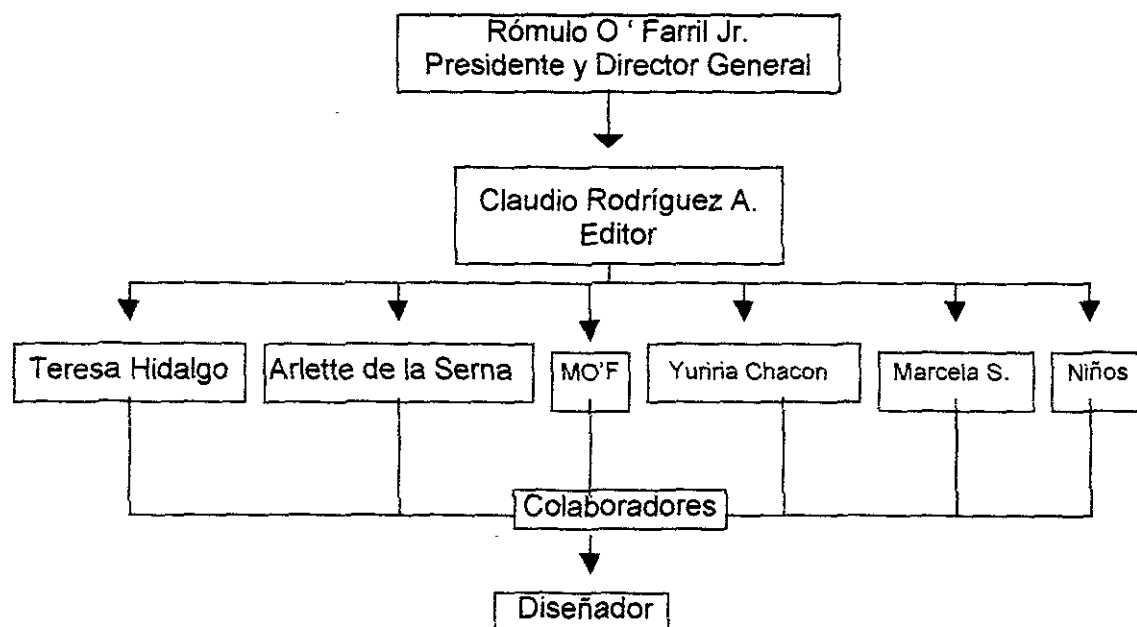 Rómulo O ‘ Farril Jr.
Presidente y Director General
Claudio Rodríguez A.
Editor
Teresa Hidalgo
Arlette de la Serna
MO’F
Yuriria Chacon
Marcela S.
Niños
Colaboradores
Diseñador